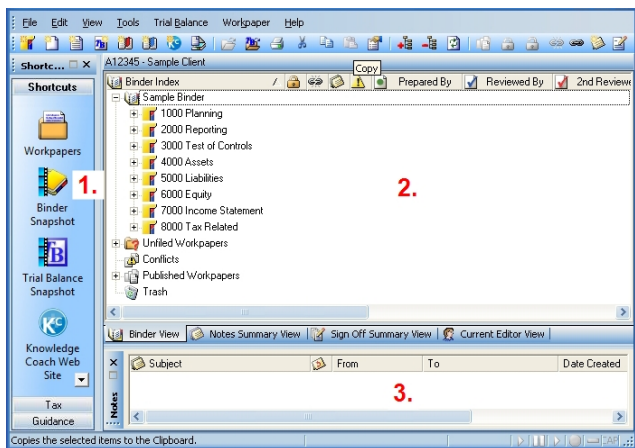 File Edit View Tools Trial Balance Workpaper Help
Shortc...
A12345 - Sample Client
Copy
Shortcuts
Binder Index / Prepared By Reviewed By 2nd Reviewe
Sample Binder
1000 Planning
2000 Reporting
3000 Test of Controls
4000 Assets
5000 Liabilities
6000 Equity
7000 Income Statement
8000 Tax Related
Unfiled Workpapers
Conflicts
Published Workpapers
Trash
Workpapers
1.
Binder
Snapshot
2.
TB
Trial Balance
Snapshot
KC
Knowledge
Coach Web
Site
Tax
Guidance
Binder View Notes Summary View Sign Off Summary View Current Editor View
Notes
Subject From To Date Created
3.
Copies the selected items to the Clipboard.